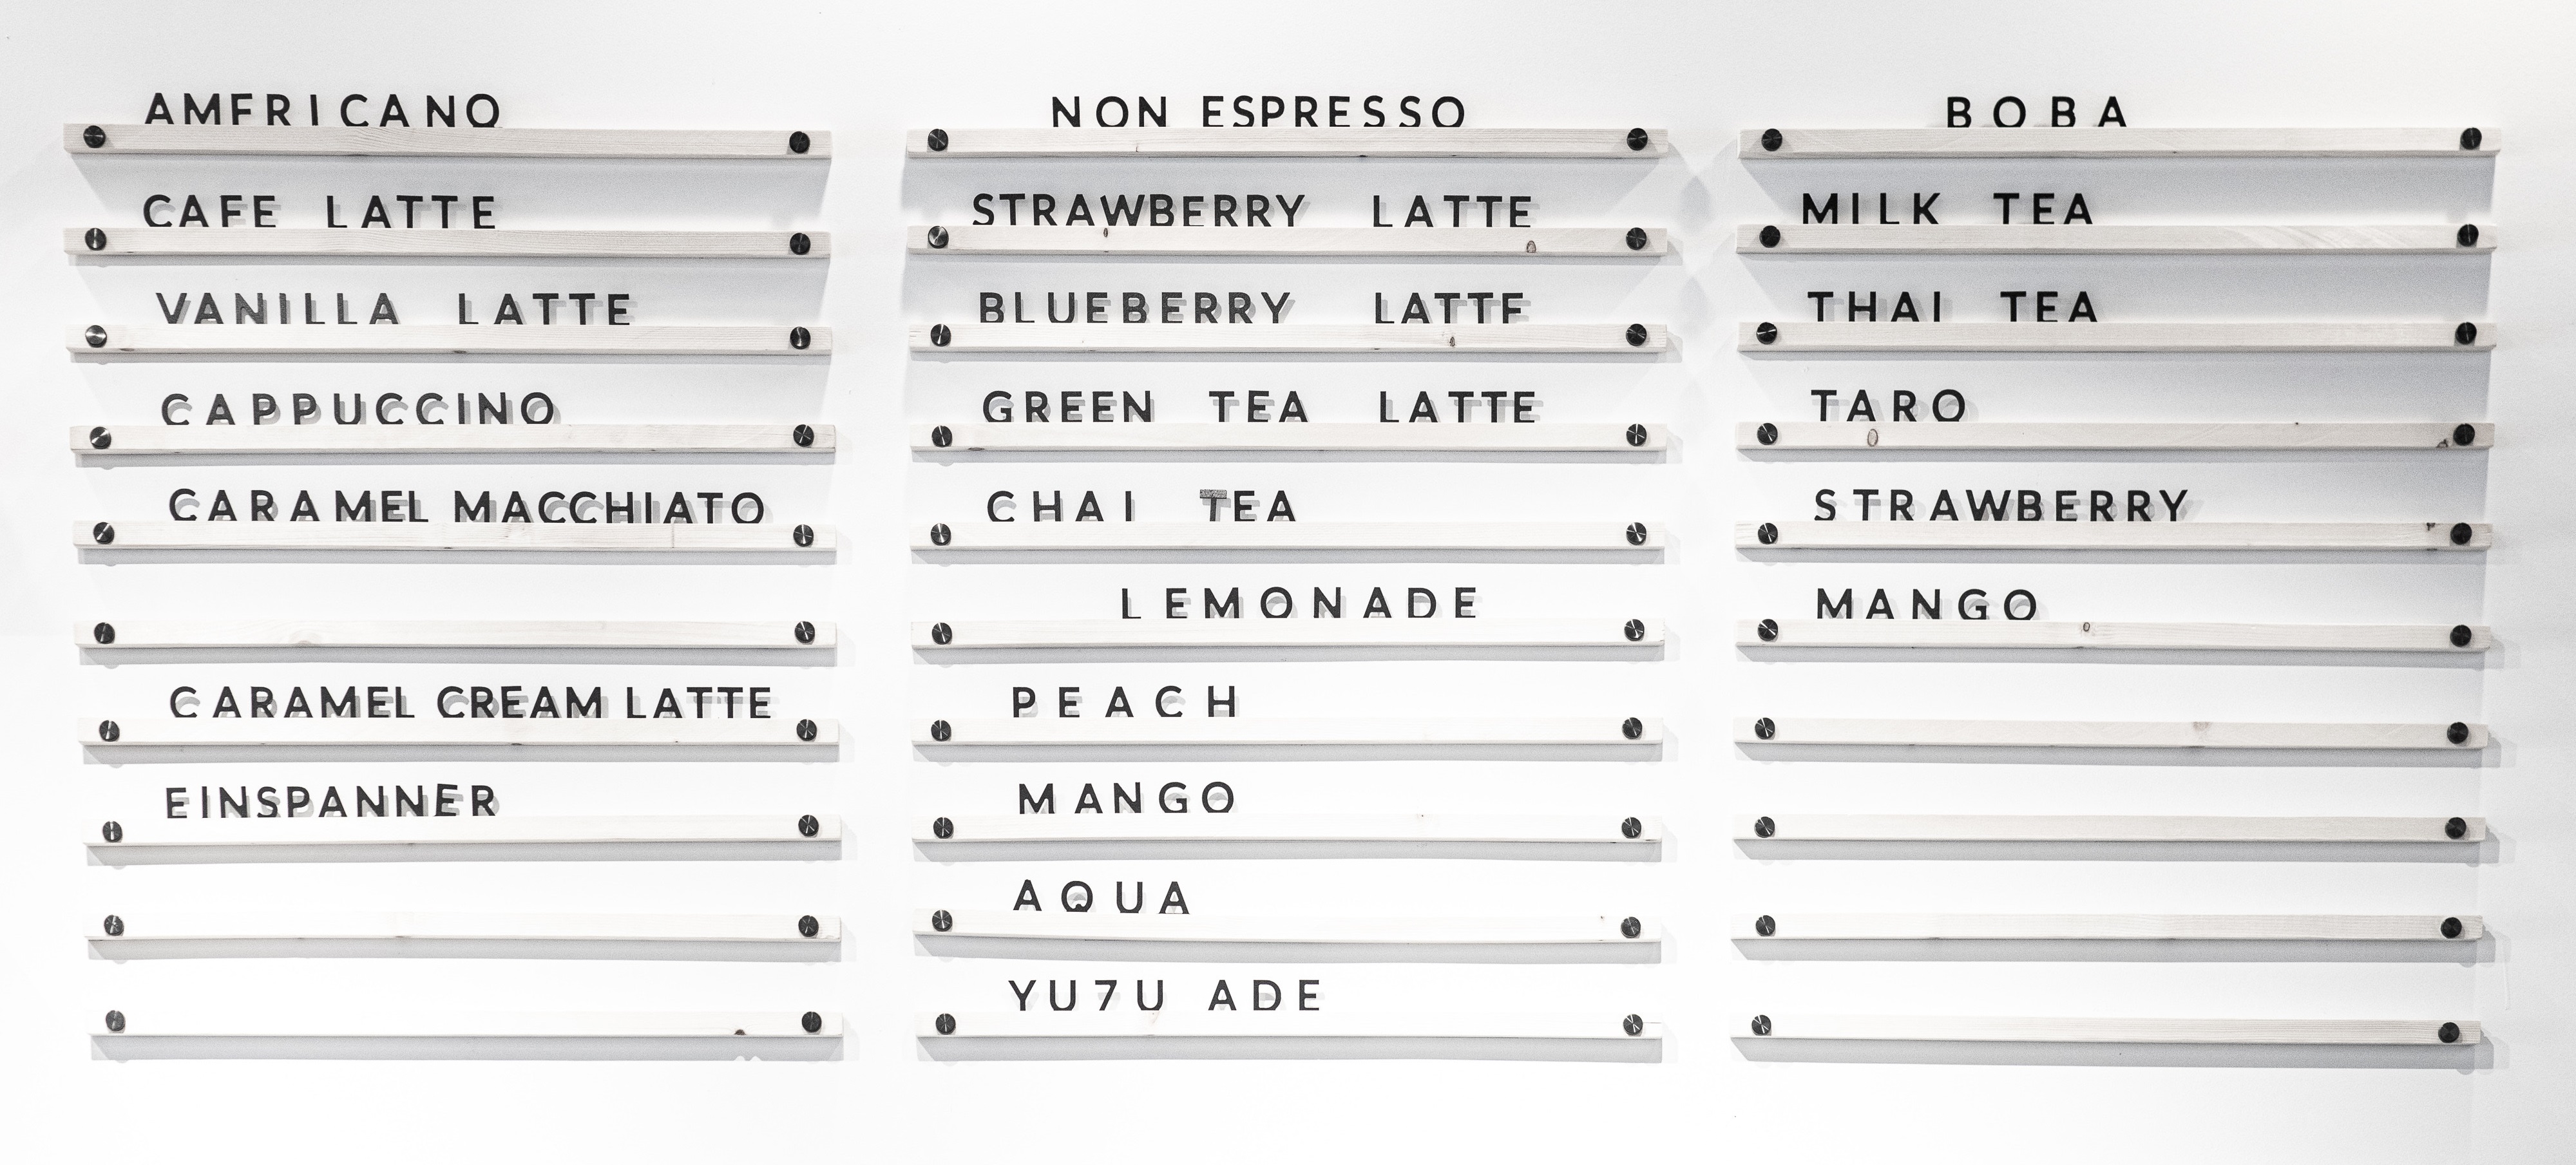 AMERICANO
CAFE LATTE
VANILLA LATTE
CAPPUCCINO
CARAMEL MACCHIATO
CARAMEL CREAM LATTE
EINSPANNER
NON ESPRESSO
STRAWBERRY LATTE
BLUEBERRY LATTE
GREEN TEA LATTE
CHAI TEA
LEMONADE
PEACH
MANGO
AQUA
YU7U ADE
BOBA
MILK TEA
THAI TEA
TARO
STRAWBERRY
MANGO